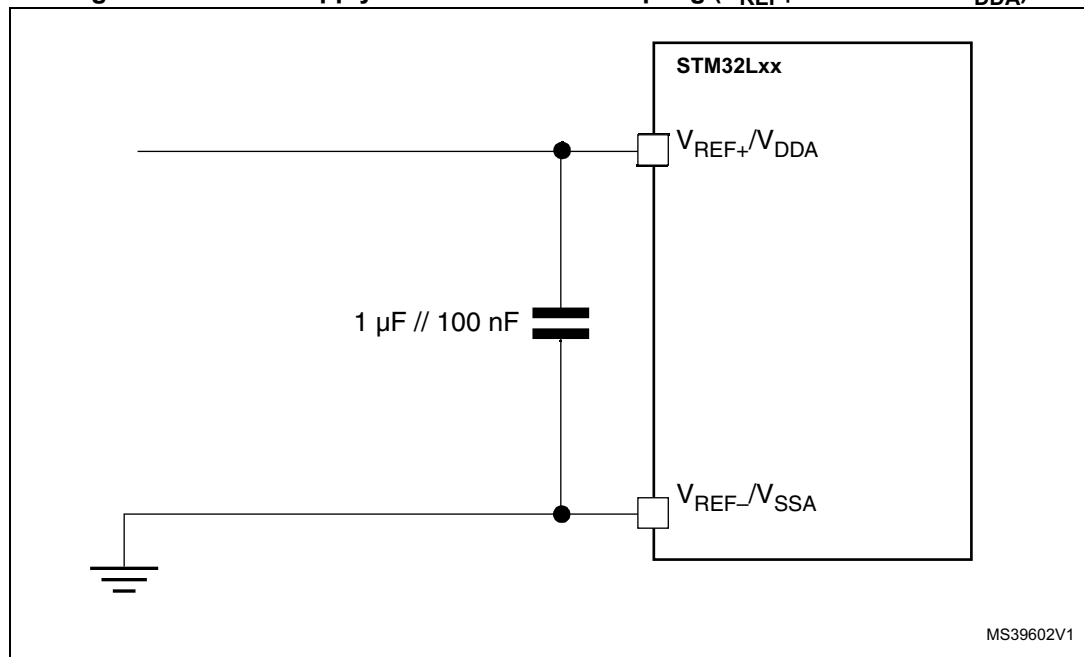 STM32Lxx
VREF+/VDDA
1 µF // 100 nF
VREF–/VSSA
MS39602V1